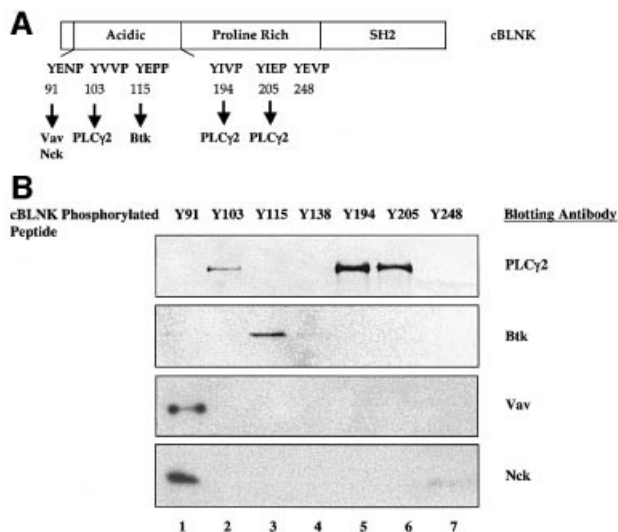 A
Acidic Proline Rich SH2 cBLNK
YENP YVVP YEPP YIVP YIEP YEVP
91 103 115 194 205 248
Vav PLCγ2 Btk PLCγ2 PLCγ2
Nck
B
cBLNK Phosphorylated Y91 Y103 Y115 Y138 Y194 Y205 Y248 Blotting Antibody
Peptide
PLCγ2
Btk
Vav
Nck
1 2 3 4 5 6 7